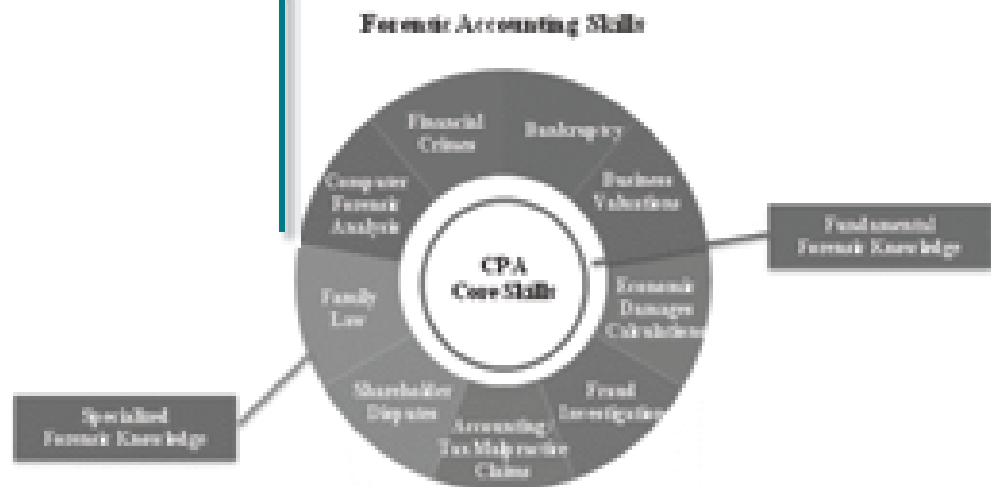 Forensic Accounting Skills
Financial
Crimes
Bankruptcy
Computer
Forensic
Analysis
Business
Valuations
Fundamental
Forensic Knowledge
CPA
Core Skills
Family
Law
Economic
Damages
Calculations
Shareholder
Disputes
Fraud
Investigation
Accounting
Tax Malpractice
Claims
Specialized
Forensic Knowledge